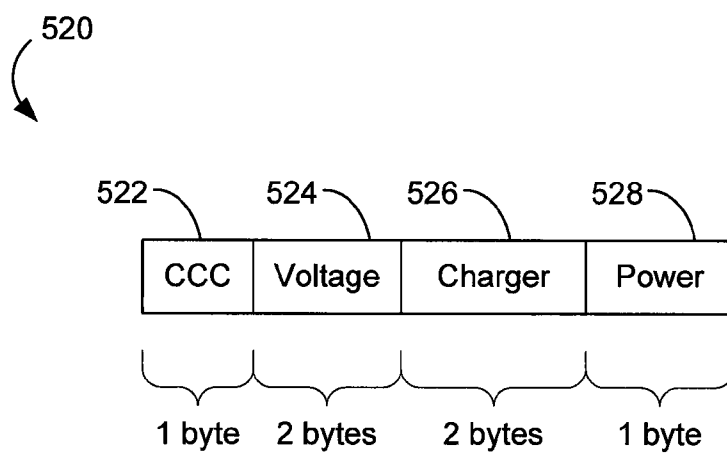 520
522 524 526 528
CCC Voltage Charger Power
1 byte 2 bytes 2 bytes 1 byte